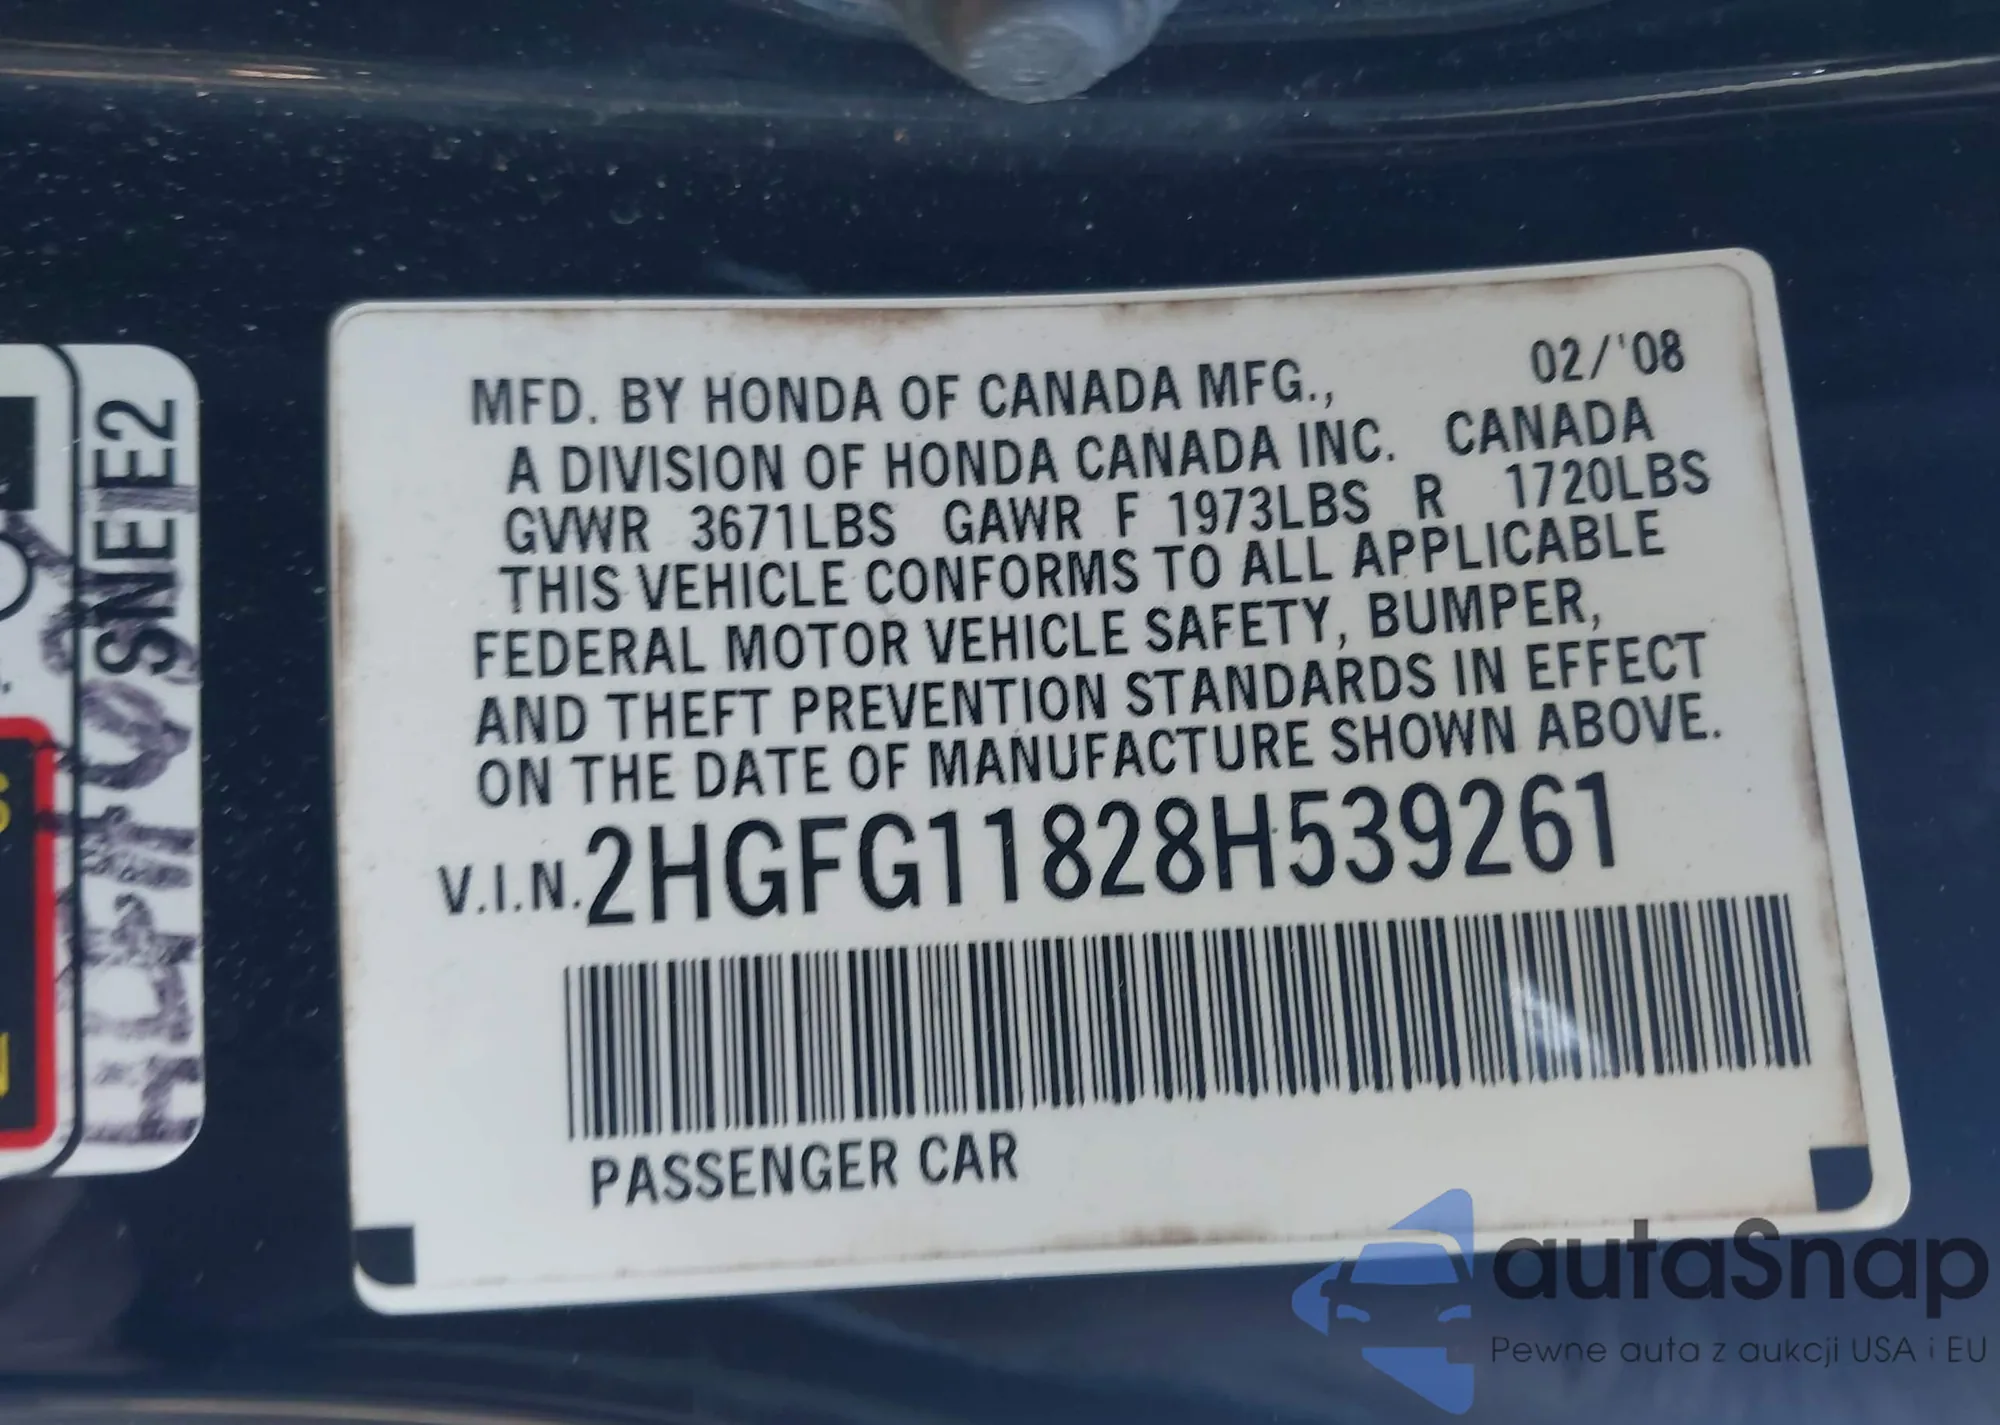 02/'08
MFD. BY HONDA OF CANADA MFG.,
A DIVISION OF HONDA CANADA INC. CANADA
GVWR 3671LBS GAWR F 1973LBS R 1720LBS
THIS VEHICLE CONFORMS TO ALL APPLICABLE
FEDERAL MOTOR VEHICLE SAFETY, BUMPER,
AND THEFT PREVENTION STANDARDS IN EFFECT
ON THE DATE OF MANUFACTURE SHOWN ABOVE.
V.I.N. 2HGFG11828H539261
PASSENGER CAR
SNE E2
autaSnap
Pewne auta z aukcji USA i EU